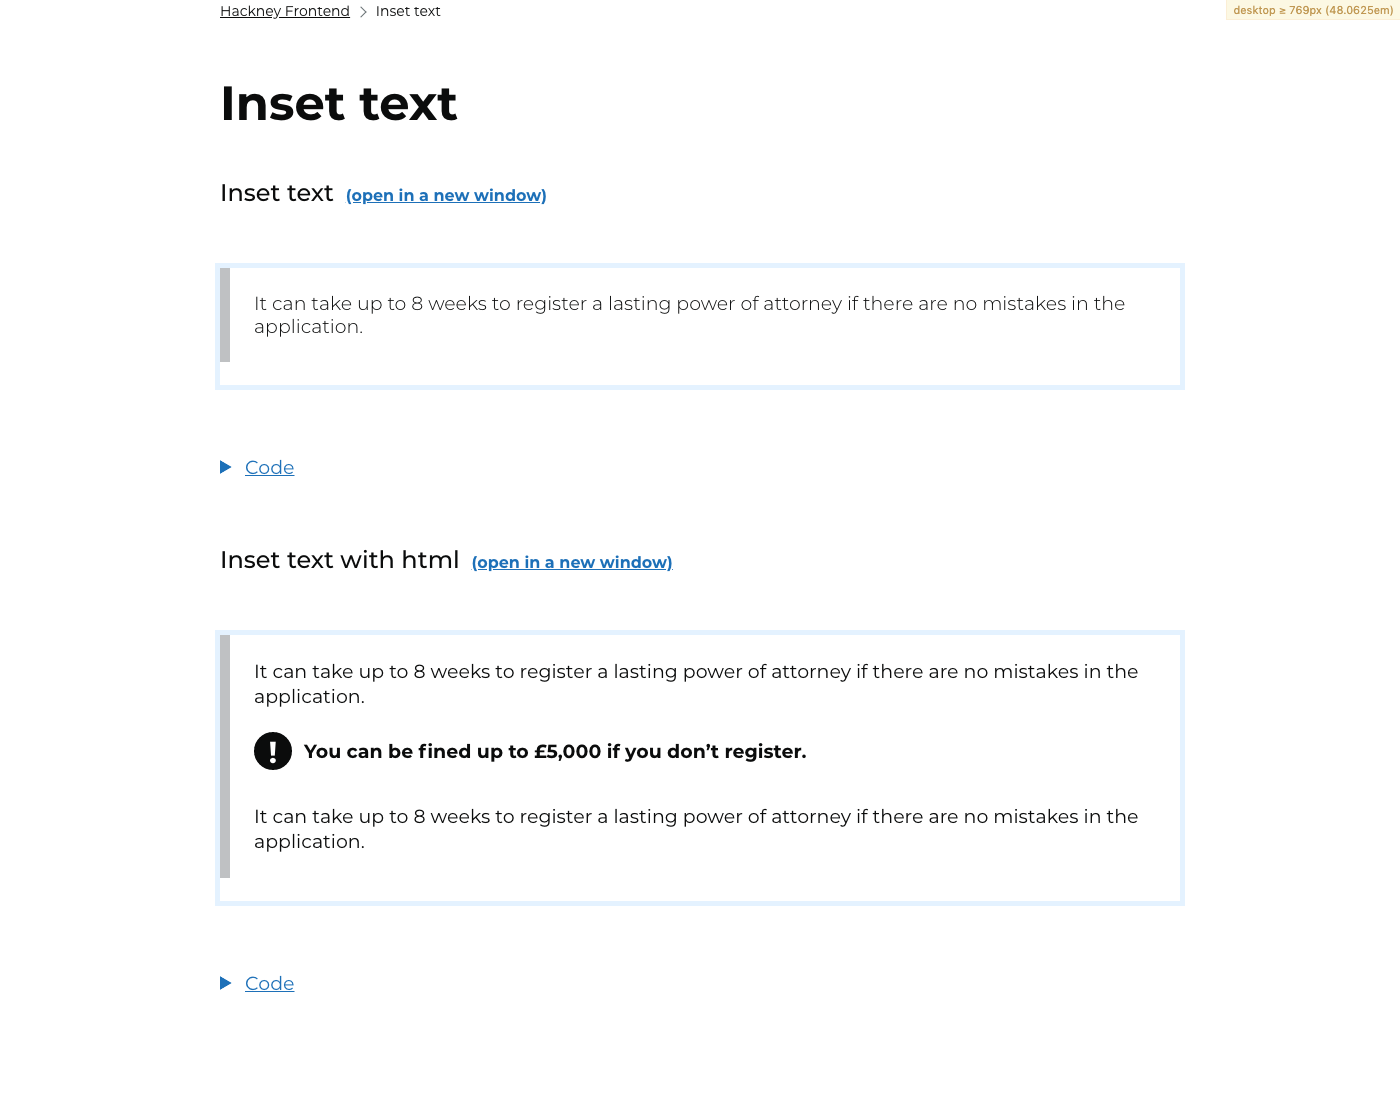 Hackney Frontend Inset text
desktop ≥ 769px (48.0625em)
Inset text
Inset text (open in a new window)
It can take up to 8 weeks to register a lasting power of attorney if there are no mistakes in the
application.
Code
Inset text with html (open in a new window)
It can take up to 8 weeks to register a lasting power of attorney if there are no mistakes in the
application.
! You can be fined up to £5,000 if you don’t register.
It can take up to 8 weeks to register a lasting power of attorney if there are no mistakes in the
application.
Code